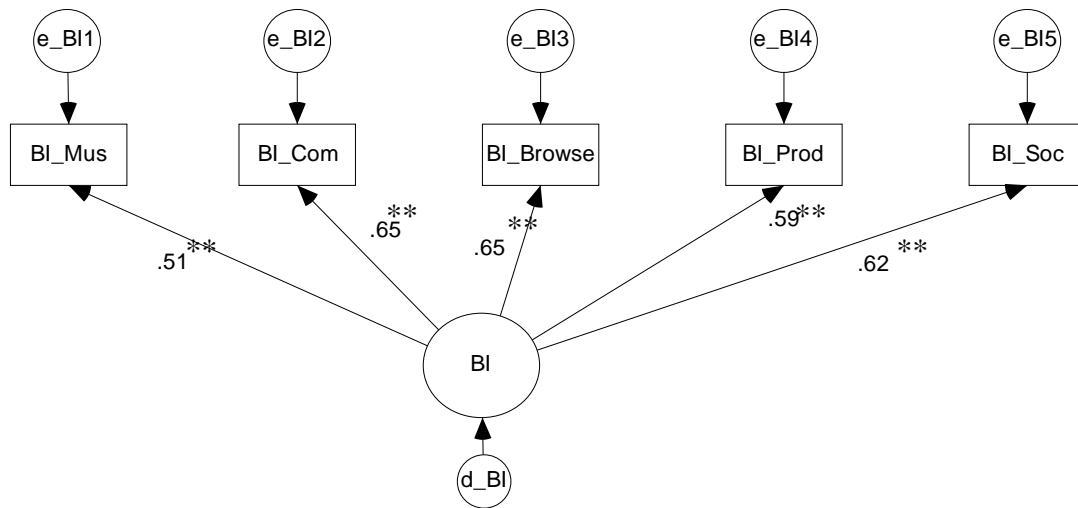 e_BI1
e_BI2
e_BI3
e_BI4
e_BI5
BI_Mus
BI_Com
BI_Browse
BI_Prod
BI_Soc
.51**
.65**
.65**
.59**
.62**
BI
d_BI